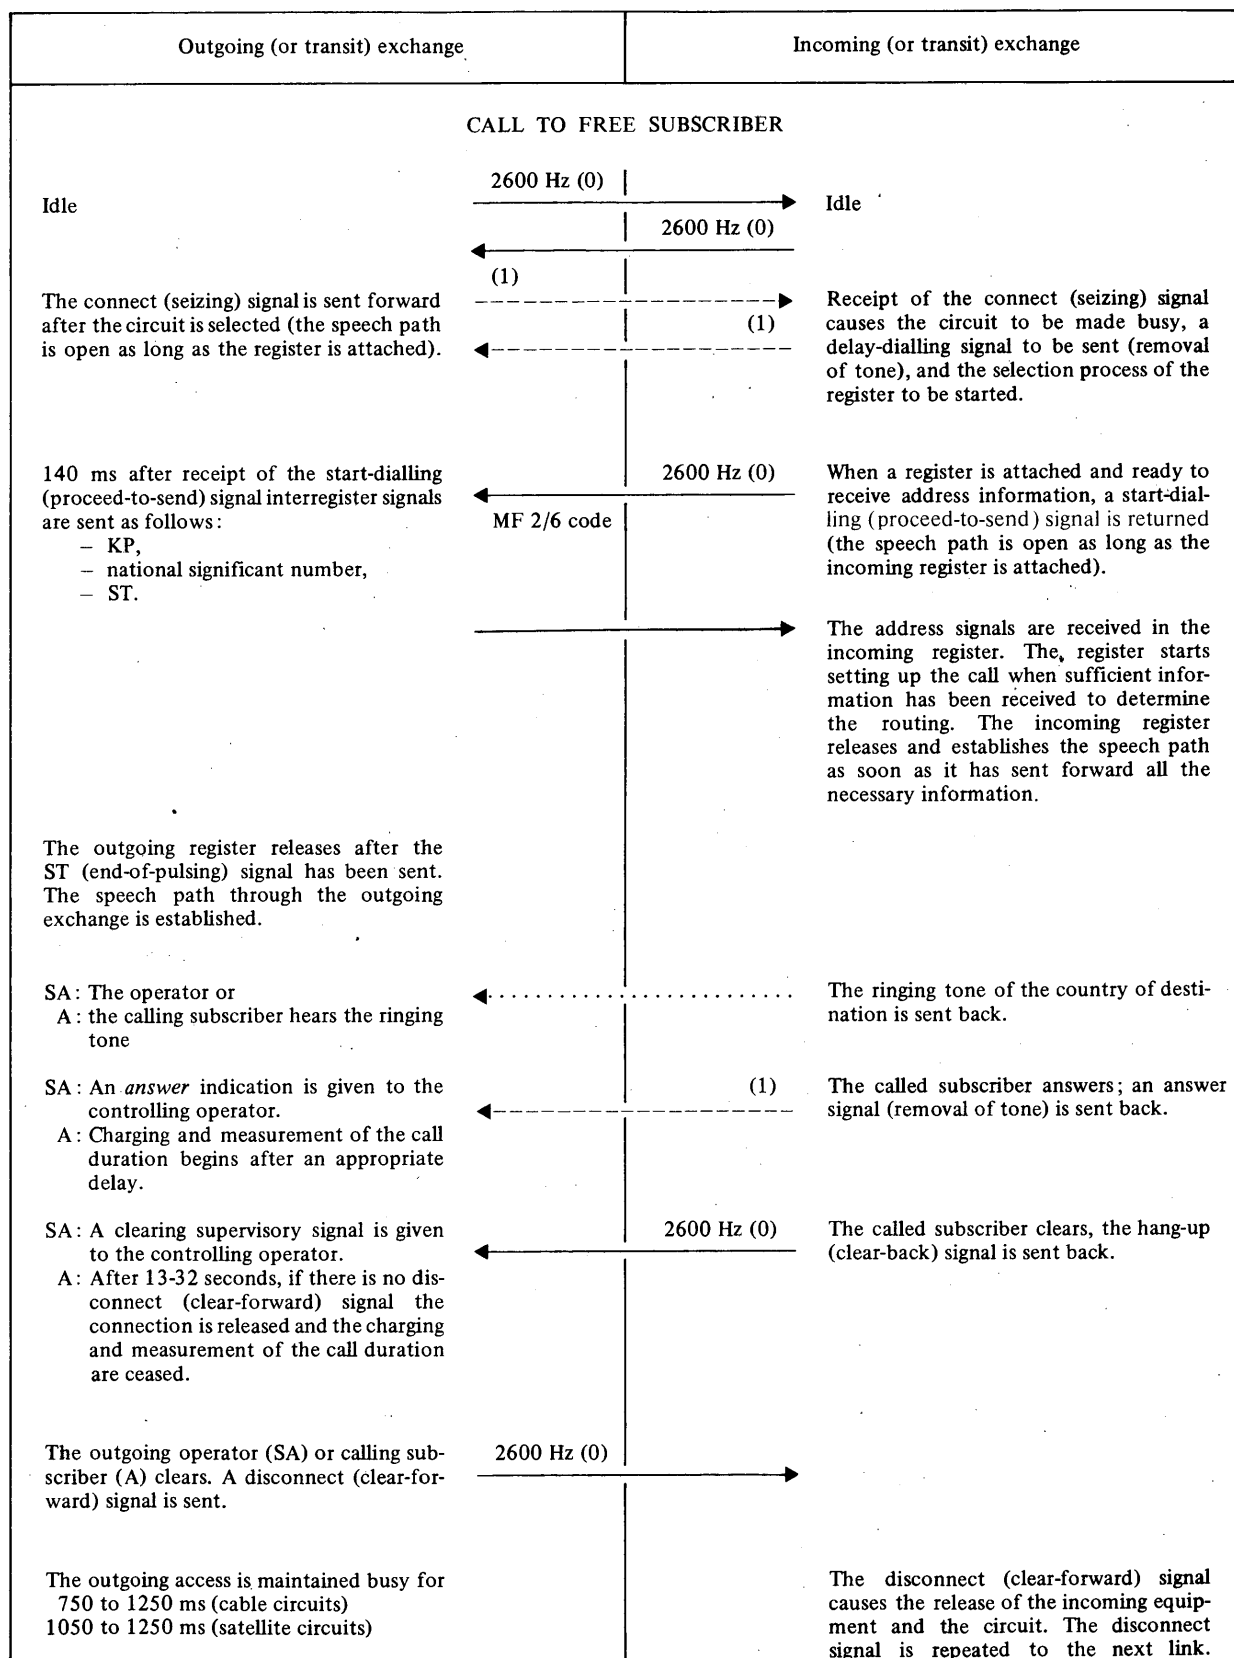 Outgoing (or transit) exchange
Incoming (or transit) exchange
CALL TO FREE SUBSCRIBER
2600 Hz (0)
Idle
Idle
2600 Hz (0)
(1)
The connect (seizing) signal is sent forward
after the circuit is selected (the speech path
is open as long as the register is attached).
(1)
Receipt of the connect (seizing) signal
causes the circuit to be made busy, a
delay-dialling signal to be sent (removal
of tone), and the selection process of the
register to be started.
140 ms after receipt of the start-dialling
(proceed-to-send) signal interregister signals
are sent as follows:
– KP,
– national significant number,
– ST.
2600 Hz (0)
MF 2/6 code
When a register is attached and ready to
receive address information, a start-dial-
ling (proceed-to-send) signal is returned
(the speech path is open as long as the
incoming register is attached).
The address signals are received in the
incoming register. The register starts
setting up the call when sufficient infor-
mation has been received to determine
the routing. The incoming register
releases and establishes the speech path
as soon as it has sent forward all the
necessary information.
The outgoing register releases after the
ST (end-of-pulsing) signal has been sent.
The speech path through the outgoing
exchange is established.
SA: The operator or
A: the calling subscriber hears the ringing
tone
The ringing tone of the country of desti-
nation is sent back.
SA: An answer indication is given to the
controlling operator.
A: Charging and measurement of the call
duration begins after an appropriate
delay.
(1)
The called subscriber answers; an answer
signal (removal of tone) is sent back.
SA: A clearing supervisory signal is given
to the controlling operator.
A: After 13-32 seconds, if there is no dis-
connect (clear-forward) signal the
connection is released and the charging
and measurement of the call duration
are ceased.
2600 Hz (0)
The called subscriber clears, the hang-up
(clear-back) signal is sent back.
The outgoing operator (SA) or calling sub-
scriber (A) clears. A disconnect (clear-for-
ward) signal is sent.
2600 Hz (0)
The outgoing access is maintained busy for
750 to 1250 ms (cable circuits)
1050 to 1250 ms (satellite circuits)
The disconnect (clear-forward) signal
causes the release of the incoming equip-
ment and the circuit. The disconnect
signal is repeated to the next link.